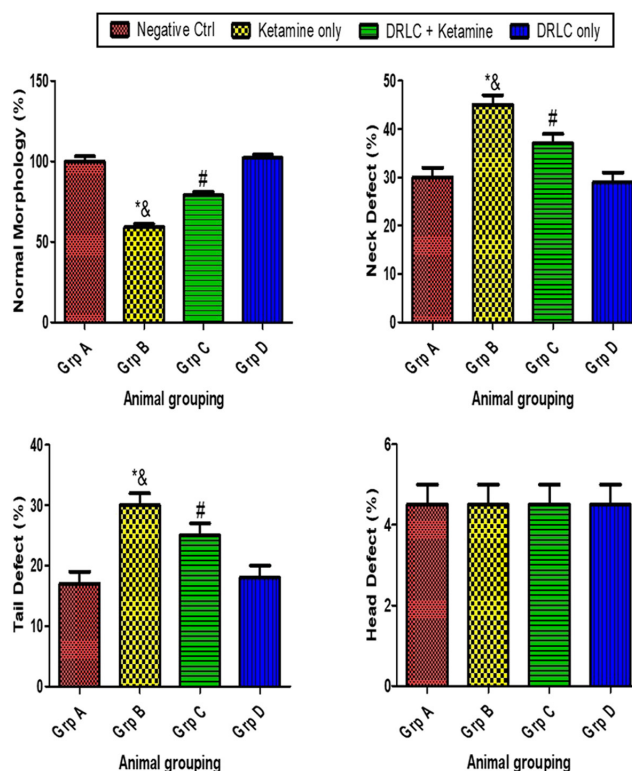 Negative Ctrl Ketamine only DRLC + Ketamine DRLC only
Normal Morphology (%)
150
100
50
0
*&
#
Grp A Grp B Grp C Grp D
Animal grouping
Neck Defect (%)
50
40
30
20
10
0
*&
#
Grp A Grp B Grp C Grp D
Animal grouping
Tail Defect (%)
40
30
20
10
0
*&
#
Grp A Grp B Grp C Grp D
Animal grouping
Head Defect (%)
6
4
2
0
Grp A Grp B Grp C Grp D
Animal grouping